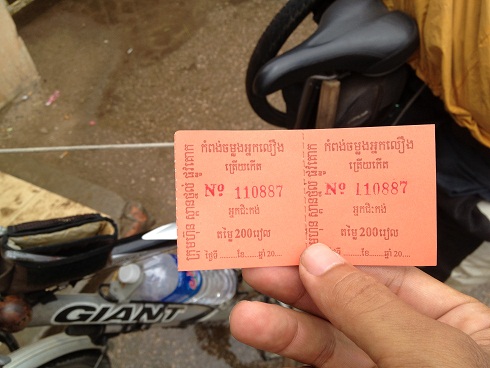 កំពង់ចម្លងអ្នកលឿង
ត្រើយកើត
Nº 110887
អ្នកជិះកង់
តម្លៃ 200រៀល
ថ្ងៃទី ........ខែ.......ឆ្នាំ 20....
កំពង់ចម្លងអ្នកលឿង
ត្រើយកើត
Nº 110887
អ្នកជិះកង់
តម្លៃ 200រៀល
ថ្ងៃទី ........ខែ.......ឆ្នាំ 20....
GIANT